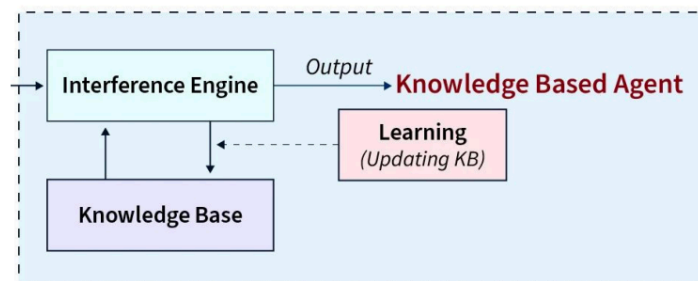 Interference Engine
Output
Knowledge Based Agent
Learning
(Updating KB)
Knowledge Base